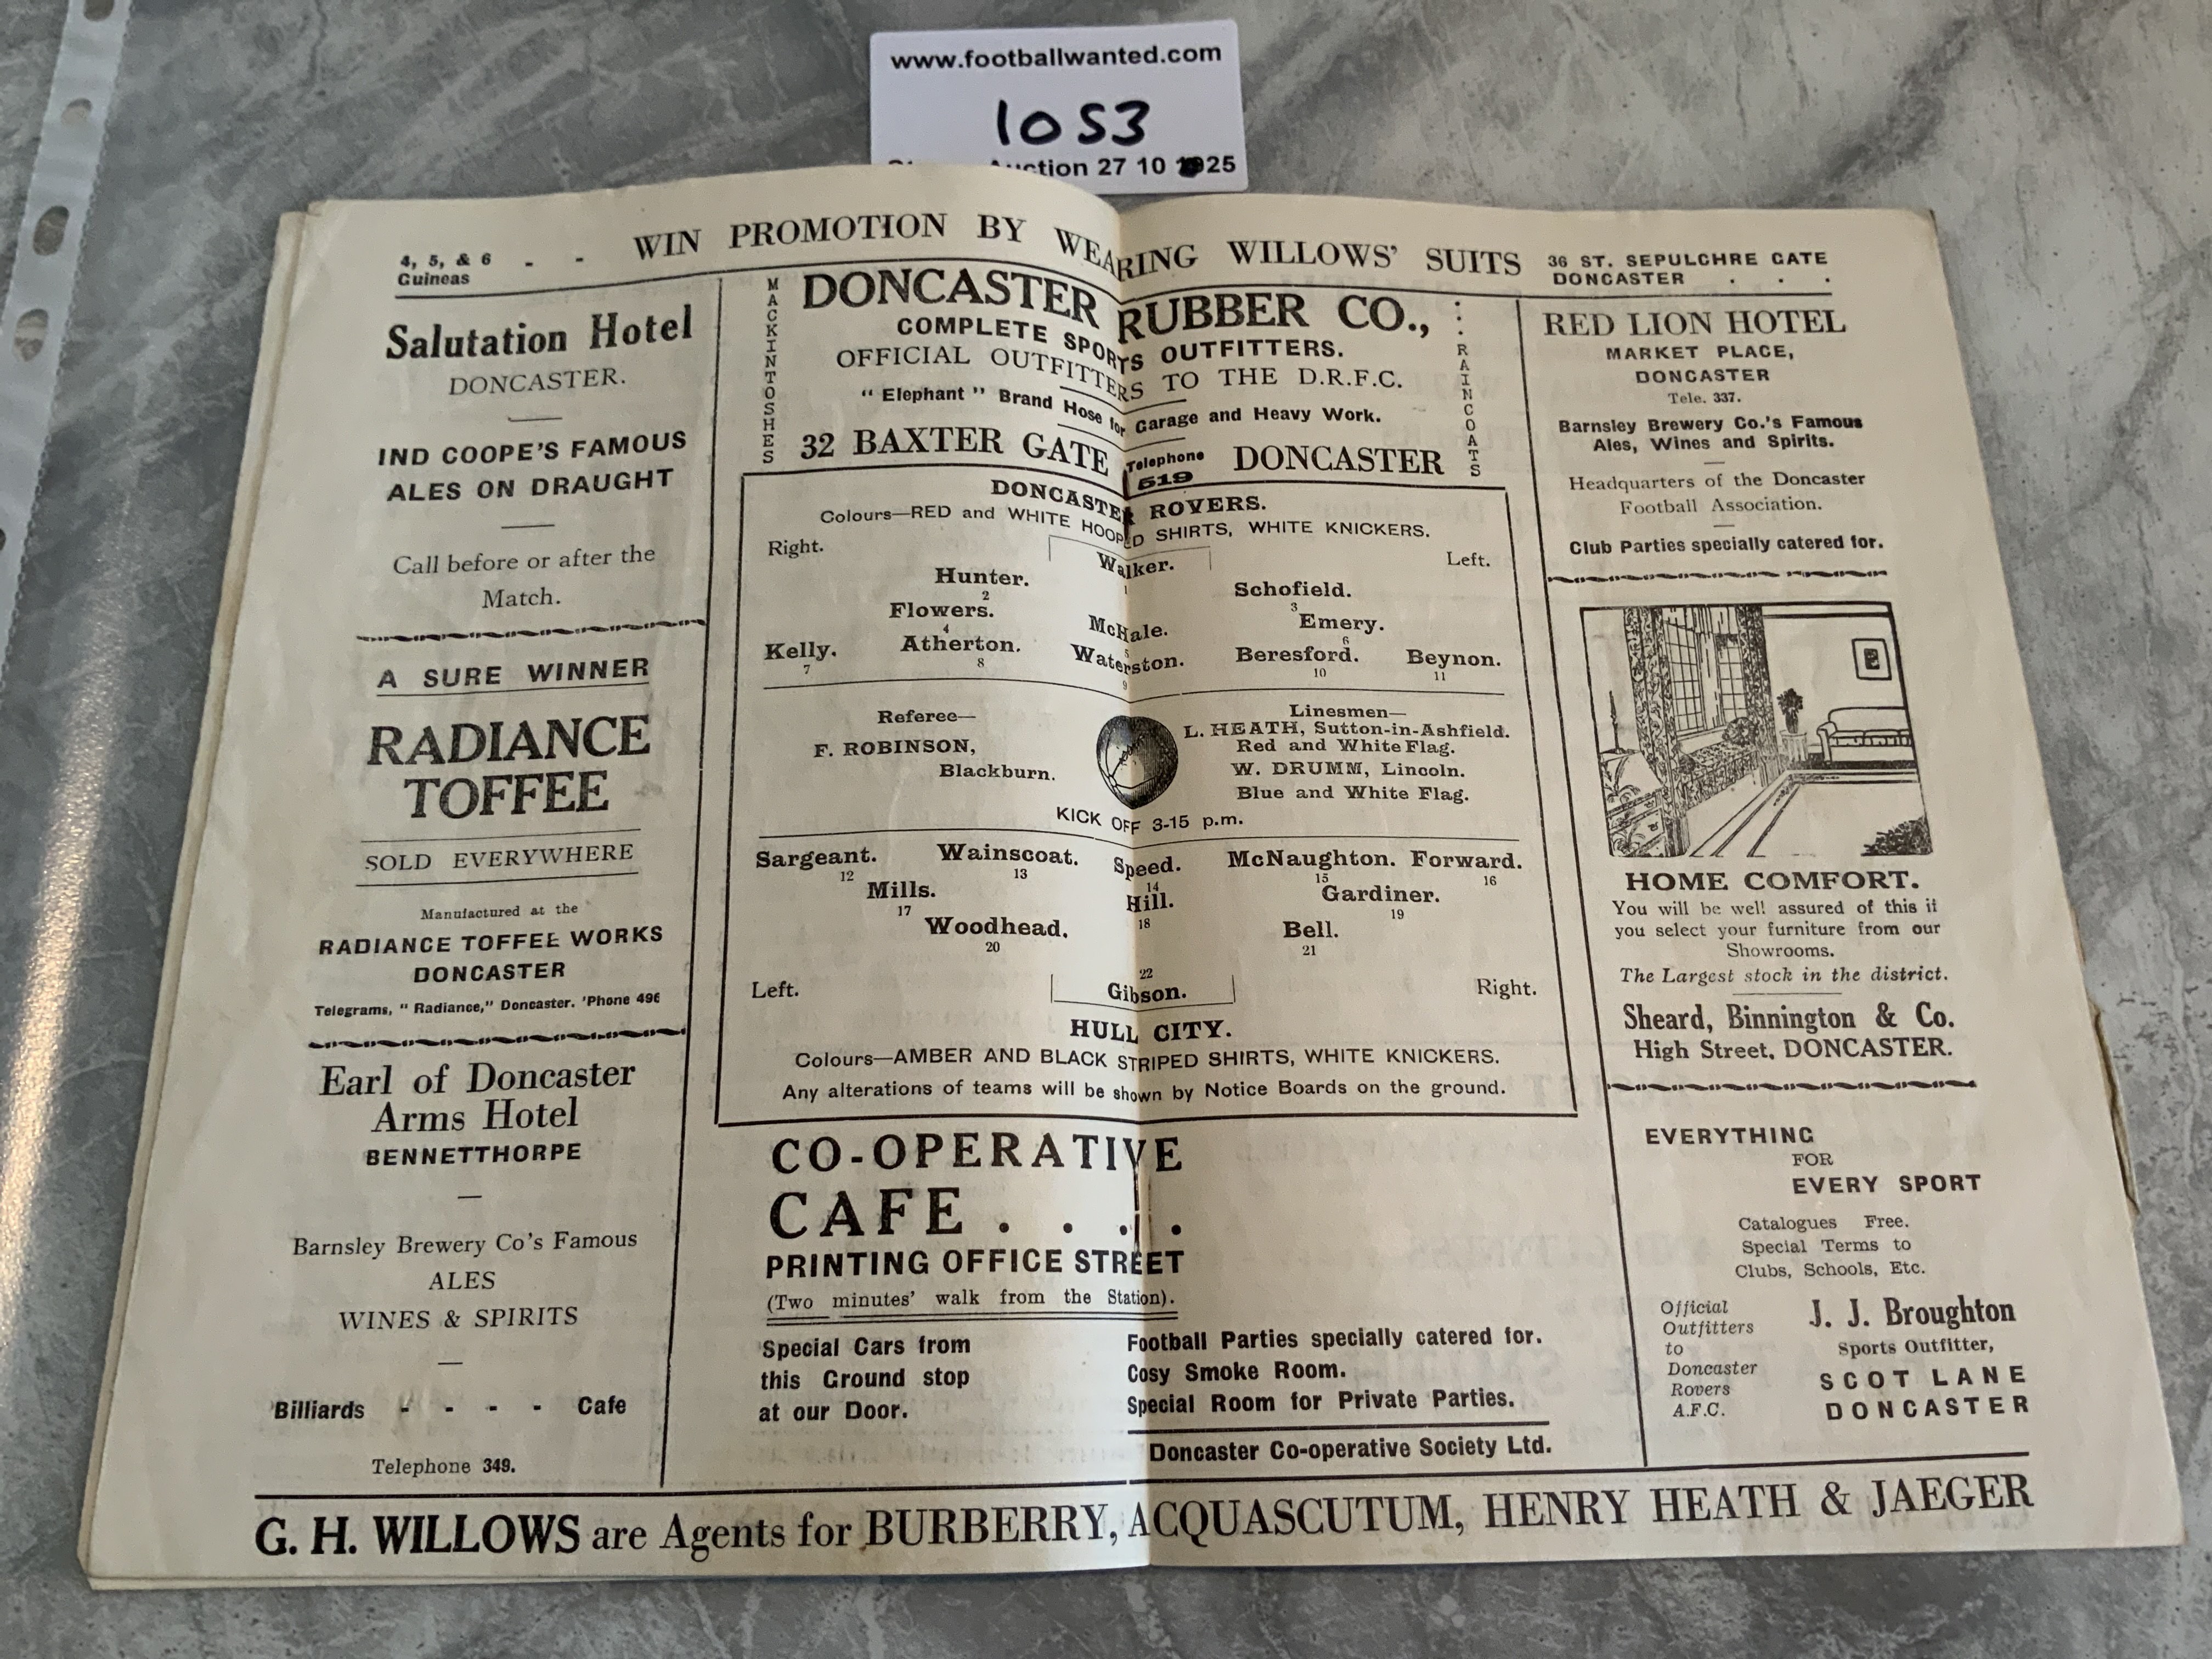 www.footballwanted.com
1053
Auction 27 10 2025
4, 5, & 6 - -
Guineas
WIN PROMOTION BY WEARING WILLOWS' SUITS
36 ST. SEPULCHRE GATE
DONCASTER . . .
Salutation Hotel
DONCASTER.
IND COOPE'S FAMOUS
ALES ON DRAUGHT
Call before or after the
Match.
A SURE WINNER
RADIANCE
TOFFEE
SOLD EVERYWHERE
Manufactured at the
RADIANCE TOFFEE WORKS
DONCASTER
Telegrams, "Radiance," Doncaster. 'Phone 496
Earl of Doncaster
Arms Hotel
BENNETTHORPE
Barnsley Brewery Co's Famous
ALES
WINES & SPIRITS
Billiards - - - - Cafe
Telephone 349.
MACKINTOSHES
DONCASTER RUBBER CO.,
COMPLETE SPORTS OUTFITTERS.
OFFICIAL OUTFITTERS TO THE D.R.F.C.
"Elephant" Brand Hose for Garage and Heavy Work.
32 BAXTER GATE Telephone 519 DONCASTER
. . . RAINCOATS
DONCASTER ROVERS.
Colours—RED and WHITE HOOPED SHIRTS, WHITE KNICKERS.
Right. Walker. Left.
1
Hunter. Schofield.
2 3
Flowers. McHale. Emery.
4 5 6
Kelly. Atherton. Waterston. Beresford. Beynon.
7 8 9 10 11
Referee—
F. ROBINSON,
Blackburn.
Linesmen—
L. HEATH, Sutton-in-Ashfield.
Red and White Flag.
W. DRUMM, Lincoln.
Blue and White Flag.
KICK OFF 3-15 p.m.
Sargeant. Wainscoat. Speed. McNaughton. Forward.
12 13 14 15 16
Mills. Hill. Gardiner.
17 18 19
Woodhead. Bell.
20 21
22
Left. Gibson. Right.
HULL CITY.
Colours—AMBER AND BLACK STRIPED SHIRTS, WHITE KNICKERS.
Any alterations of teams will be shown by Notice Boards on the ground.
CO-OPERATIVE
CAFE . . . .
PRINTING OFFICE STREET
(Two minutes' walk from the Station).
Special Cars from
this Ground stop
at our Door.
Football Parties specially catered for.
Cosy Smoke Room.
Special Room for Private Parties.
Doncaster Co-operative Society Ltd.
RED LION HOTEL
MARKET PLACE,
DONCASTER
Tele. 337.
Barnsley Brewery Co.'s Famous
Ales, Wines and Spirits.
Headquarters of the Doncaster
Football Association.
Club Parties specially catered for.
HOME COMFORT.
You will be well assured of this if
you select your furniture from our
Showrooms.
The Largest stock in the district.
Sheard, Binnington & Co.
High Street, DONCASTER.
EVERYTHING
FOR
EVERY SPORT
Catalogues Free.
Special Terms to
Clubs, Schools, Etc.
Official
Outfitters
to
Doncaster
Rovers
A.F.C.
J. J. Broughton
Sports Outfitter,
SCOT LANE
DONCASTER
G. H. WILLOWS are Agents for BURBERRY, ACQUASCUTUM, HENRY HEATH & JAEGER